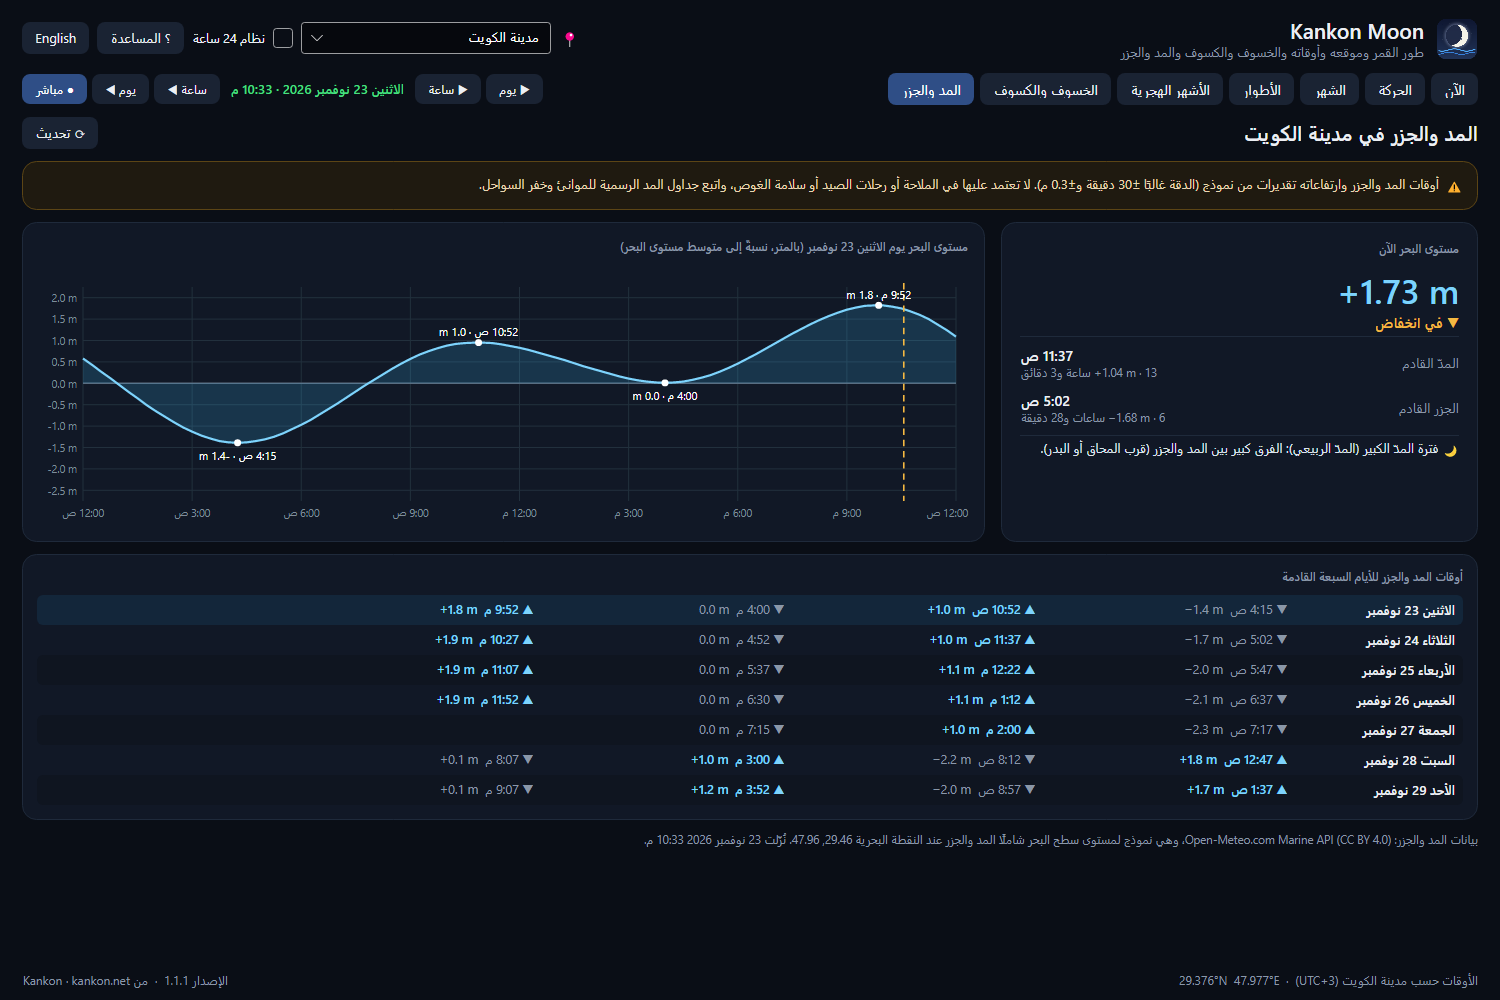 Kankon Moon
طور القمر وموقعه وأوقاته والخسوف والكسوف والمد والجزر
مدينة الكويت
نظام 24 ساعة
؟ المساعدة
English
الآن
الحركة
الشهر
الأطوار
الأشهر الهجرية
الخسوف والكسوف
المد والجزر
▶ يوم
▶ ساعة
الاثنين 23 نوفمبر 2026 · 10:33 م
ساعة ◀
يوم ◀
● مباشر
المد والجزر في مدينة الكويت
⟳ تحديث
⚠ أوقات المد والجزر وارتفاعاته تقديرات من نموذج (الدقة غالبًا ±30 دقيقة و±0.3 م). لا تعتمد عليها في الملاحة أو رحلات الصيد أو سلامة الغوص، واتبع جداول المد الرسمية للموانئ وخفر السواحل.
مستوى البحر الآن
+1.73 m
▼ في انخفاض
المدّ القادم
11:37 ص
+1.04 m · 13 ساعة و3 دقائق
الجزر القادم
5:02 ص
−1.68 m · 6 ساعات و28 دقيقة
🌙 فترة المدّ الكبير (المدّ الربيعي): الفرق كبير بين المد والجزر (قرب المحاق أو البدر).
مستوى البحر يوم الاثنين 23 نوفمبر (بالمتر، نسبةً إلى متوسط مستوى البحر)
2.0 m
1.5 m
1.0 m
0.5 m
0.0 m
-0.5 m
-1.0 m
-1.5 m
-2.0 m
-2.5 m
4:15 ص · -1.4 m
10:52 ص · 1.0 m
4:00 م · 0.0 m
9:52 م · 1.8 m
12:00 ص
3:00 ص
6:00 ص
9:00 ص
12:00 م
3:00 م
6:00 م
9:00 م
12:00 ص
أوقات المد والجزر للأيام السبعة القادمة
الاثنين 23 نوفمبر ▼ 4:15 ص −1.4 m ▲ 10:52 ص +1.0 m ▼ 4:00 م 0.0 m ▲ 9:52 م +1.8 m
الثلاثاء 24 نوفمبر ▼ 5:02 ص −1.7 m ▲ 11:37 ص +1.0 m ▼ 4:52 م 0.0 m ▲ 10:27 م +1.9 m
الأربعاء 25 نوفمبر ▼ 5:47 ص −2.0 m ▲ 12:22 م +1.1 m ▼ 5:37 م 0.0 m ▲ 11:07 م +1.9 m
الخميس 26 نوفمبر ▼ 6:37 ص −2.1 m ▲ 1:12 م +1.1 m ▼ 6:30 م 0.0 m ▲ 11:52 م +1.9 m
الجمعة 27 نوفمبر ▼ 7:17 ص −2.3 m ▲ 2:00 م +1.0 m ▼ 7:15 م 0.0 m
السبت 28 نوفمبر ▲ 12:47 ص +1.8 m ▼ 8:12 ص −2.2 m ▲ 3:00 م +1.0 m ▼ 8:07 م +0.1 m
الأحد 29 نوفمبر ▲ 1:37 ص +1.7 m ▼ 8:57 ص −2.0 m ▲ 3:52 م +1.2 m ▼ 9:07 م +0.1 m
بيانات المد والجزر: Open-Meteo.com Marine API (CC BY 4.0)، وهي نموذج لمستوى سطح البحر شاملًا المد والجزر عند النقطة البحرية 29.46, 47.96. نُزّلت 23 نوفمبر 2026 10:33 م.
الأوقات حسب مدينة الكويت (UTC+3) · 29.376°N 47.977°E
الإصدار 1.1.1 · من Kankon · kankon.net